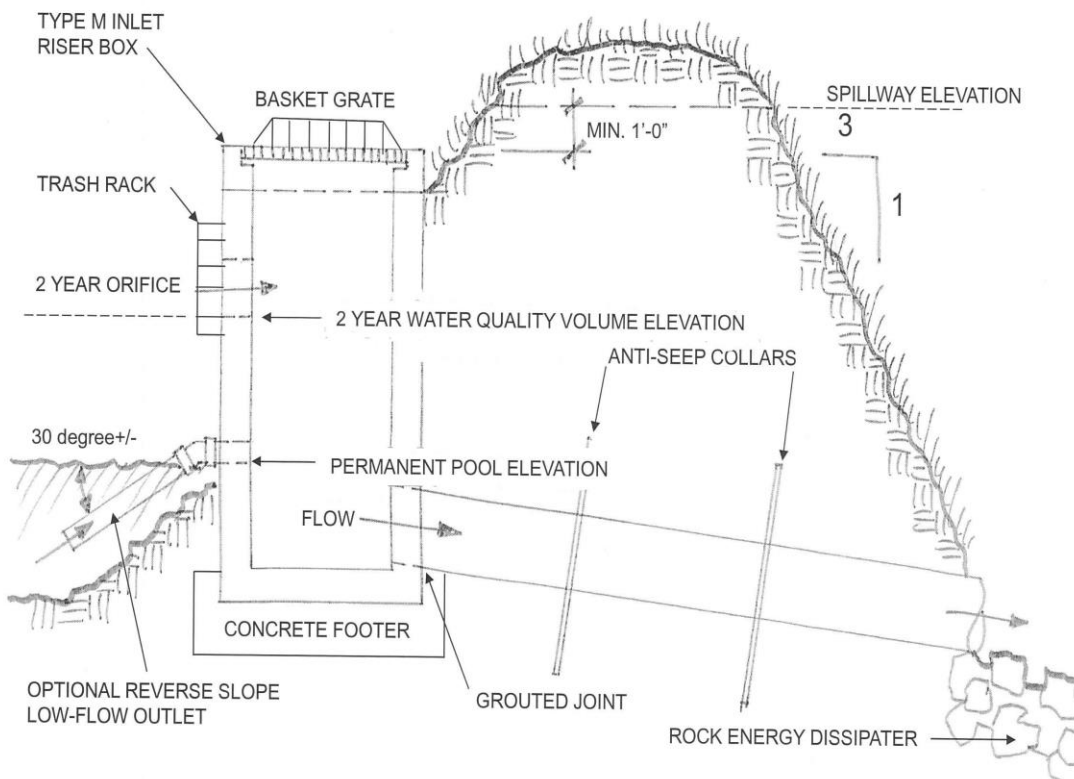 TYPE M INLET
RISER BOX
BASKET GRATE
SPILLWAY ELEVATION
3
MIN. 1'-0"
TRASH RACK
1
2 YEAR ORIFICE
2 YEAR WATER QUALITY VOLUME ELEVATION
ANTI-SEEP COLLARS
30 degree+/-
PERMANENT POOL ELEVATION
FLOW
CONCRETE FOOTER
OPTIONAL REVERSE SLOPE
LOW-FLOW OUTLET
GROUTED JOINT
ROCK ENERGY DISSIPATER